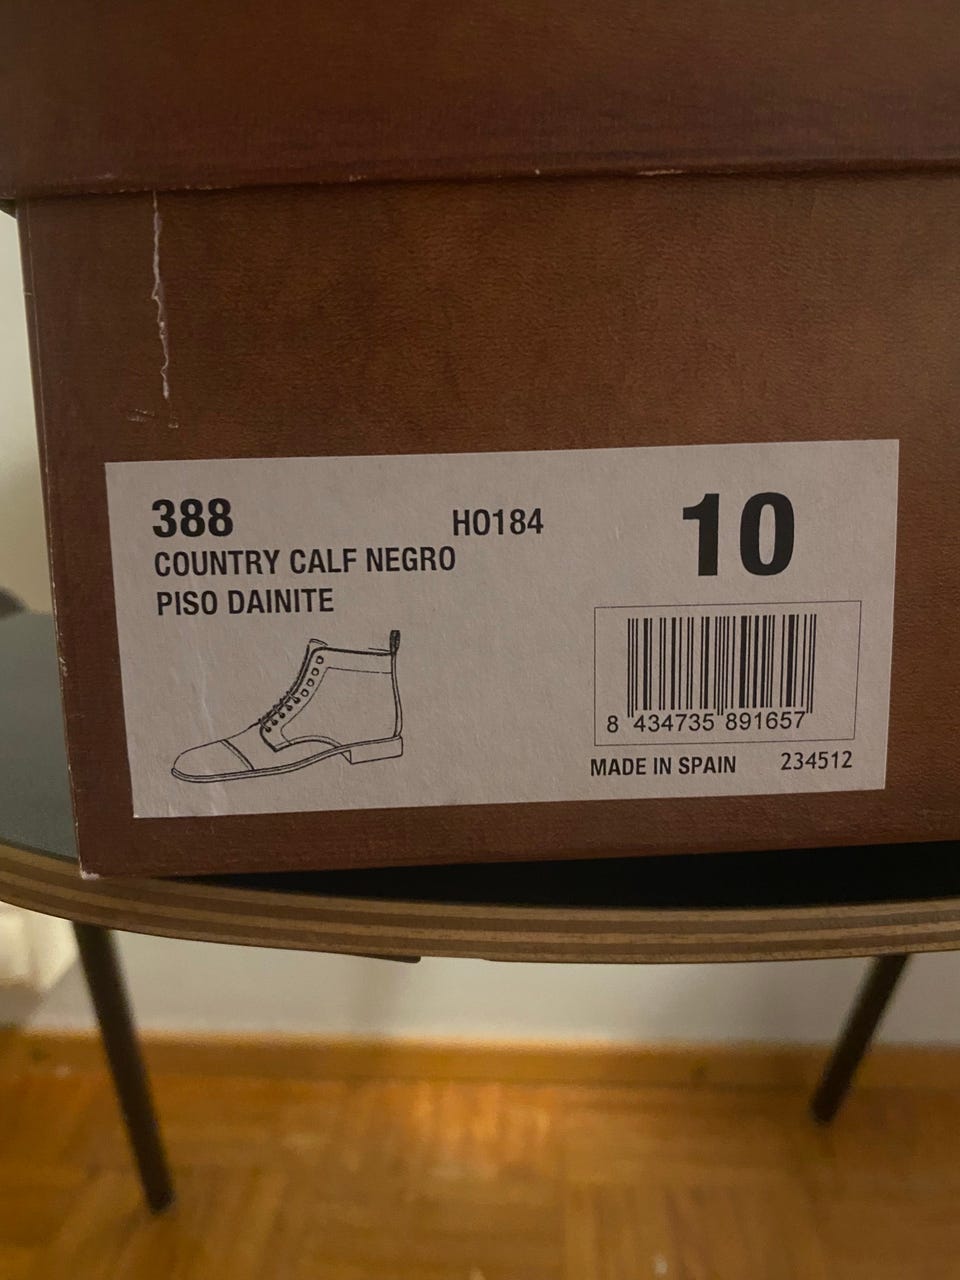 388
H0184
10
COUNTRY CALF NEGRO
PISO DAINITE
8 434735 891657
MADE IN SPAIN
234512